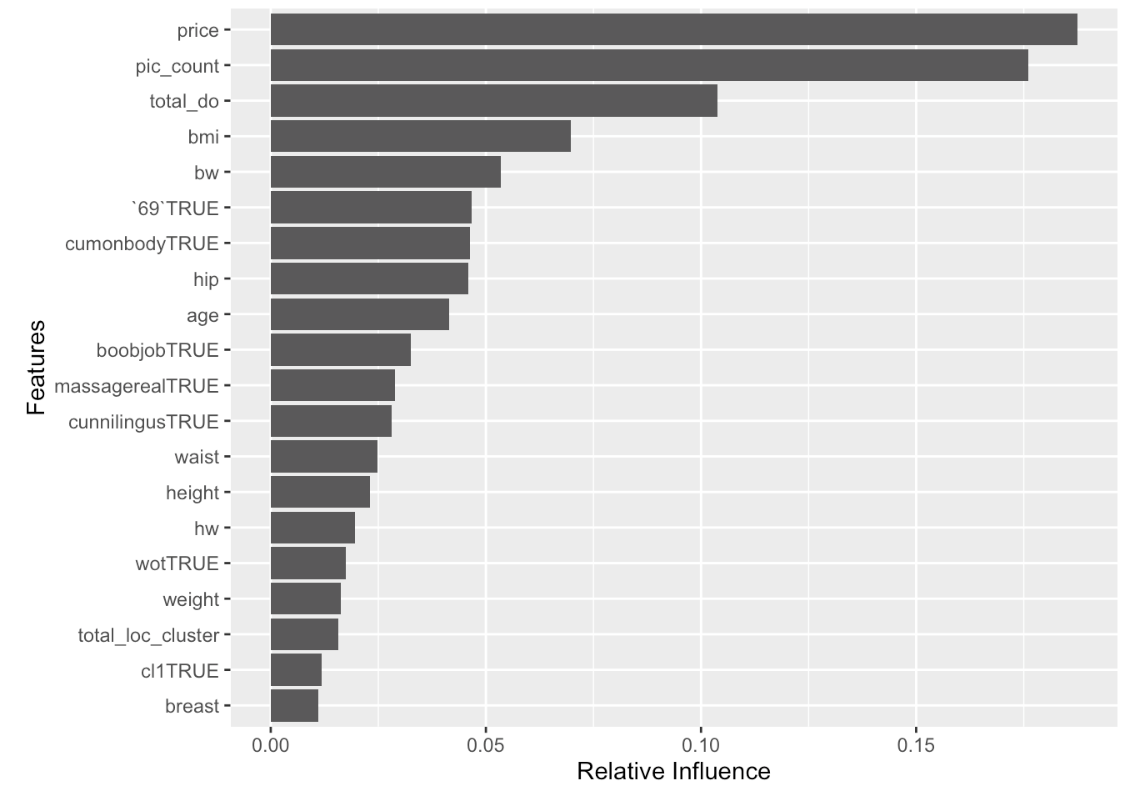 price
pic_count
total_do
bmi
bw
`69`TRUE
cumonbodyTRUE
hip
age
boobjobTRUE
massagerealTRUE
cunnilingusTRUE
waist
height
hw
wotTRUE
weight
total_loc_cluster
cl1TRUE
breast
Features
0.00 0.05 0.10 0.15
Relative Influence